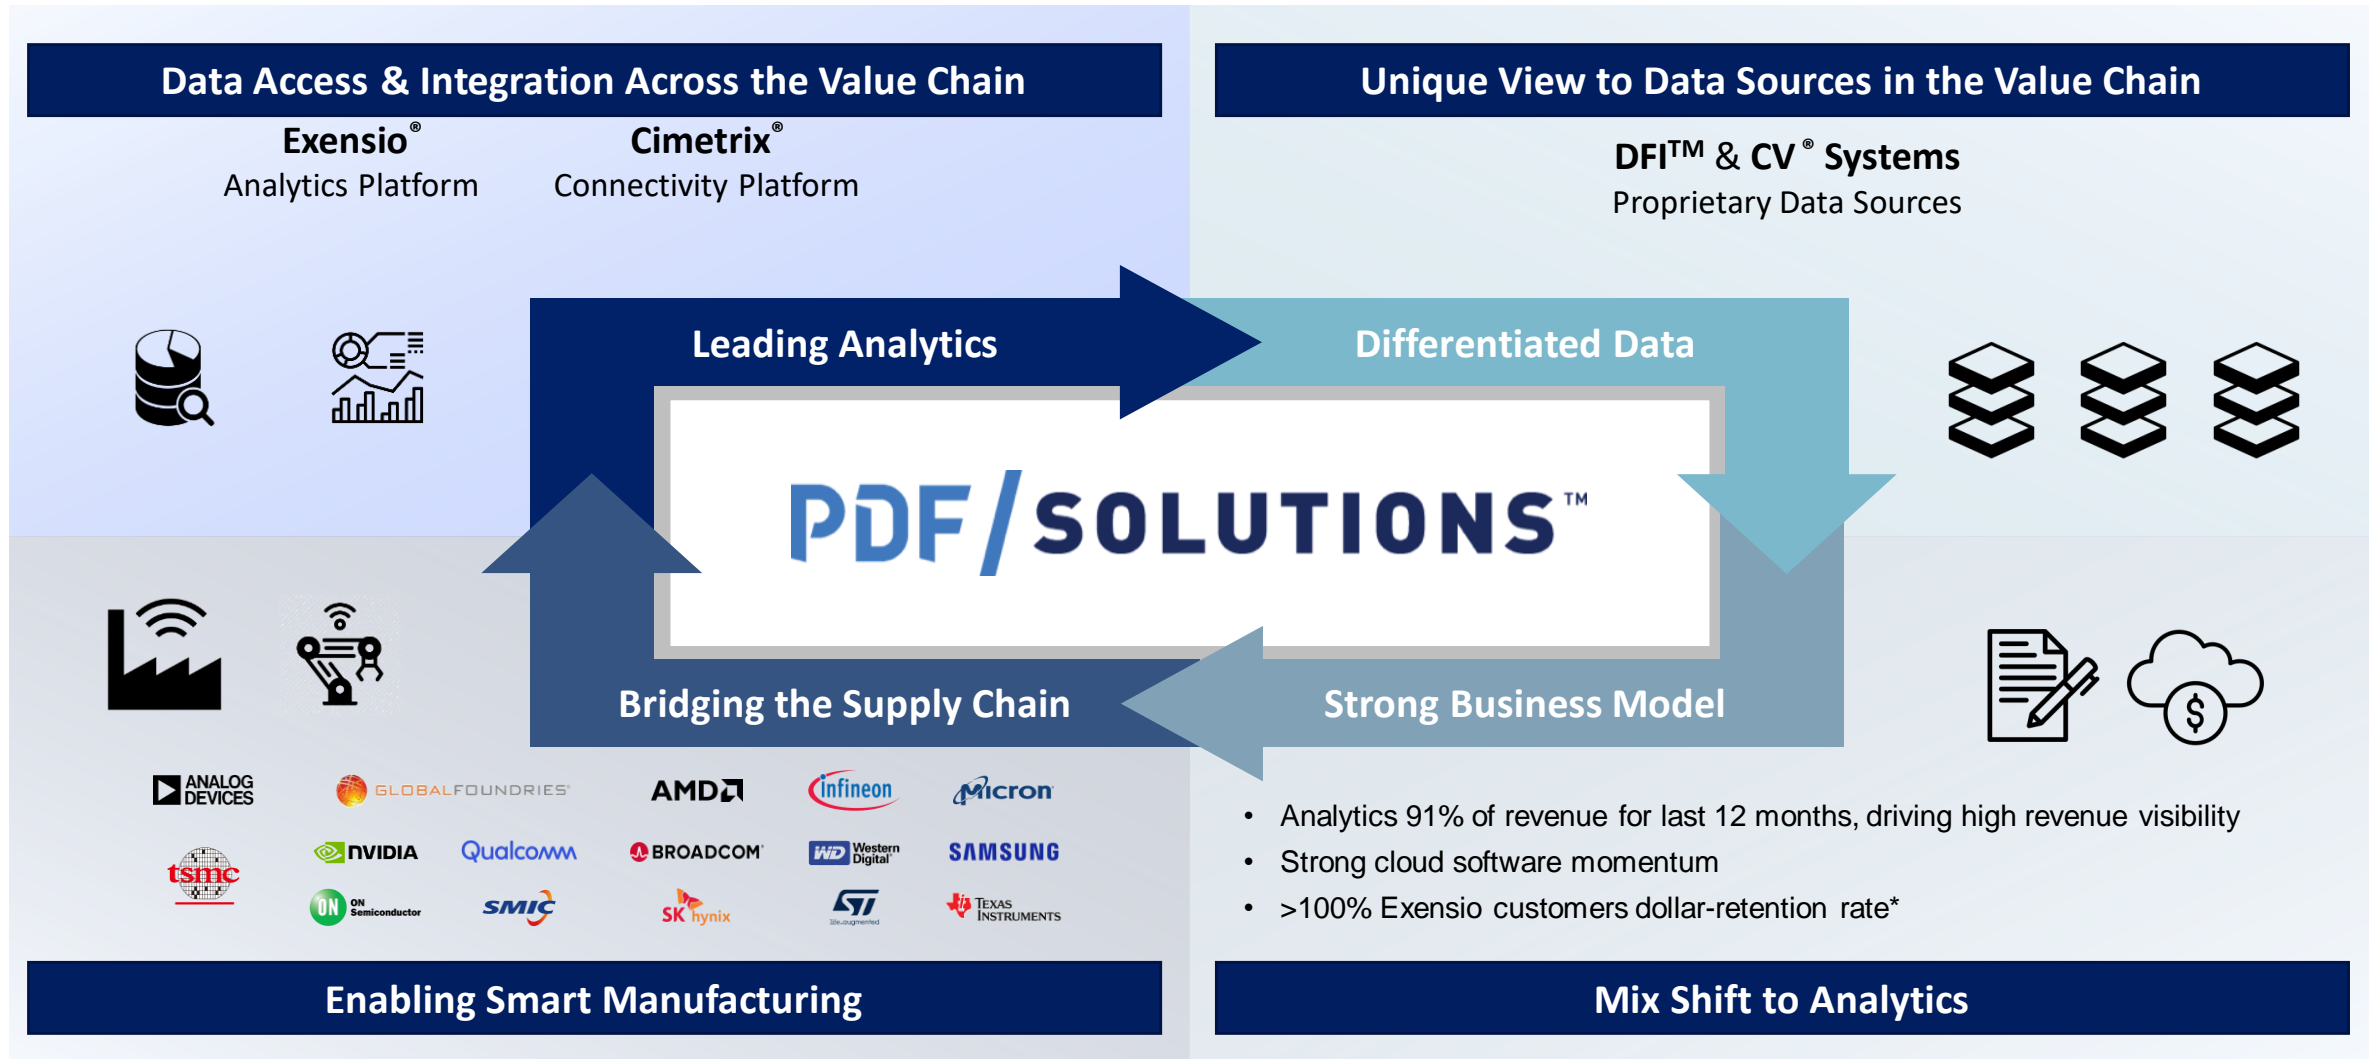 Data Access & Integration Across the Value Chain
Exensio® Cimetrix®
Analytics Platform Connectivity Platform
Unique View to Data Sources in the Value Chain
DFI™ & CV® Systems
Proprietary Data Sources
Leading Analytics
Differentiated Data
PDF/SOLUTIONS™
Bridging the Supply Chain
Strong Business Model
$
ANALOG
DEVICES
GLOBALFOUNDRIES®
AMD
infineon
Micron
tsmc
NVIDIA
Qualcomm
BROADCOM®
WD Western
Digital®
SAMSUNG
ON ON
Semiconductor
SMIC
SK hynix
ST
life.augmented
TEXAS
INSTRUMENTS
• Analytics 91% of revenue for last 12 months, driving high revenue visibility
• Strong cloud software momentum
• >100% Exensio customers dollar-retention rate*
Enabling Smart Manufacturing
Mix Shift to Analytics